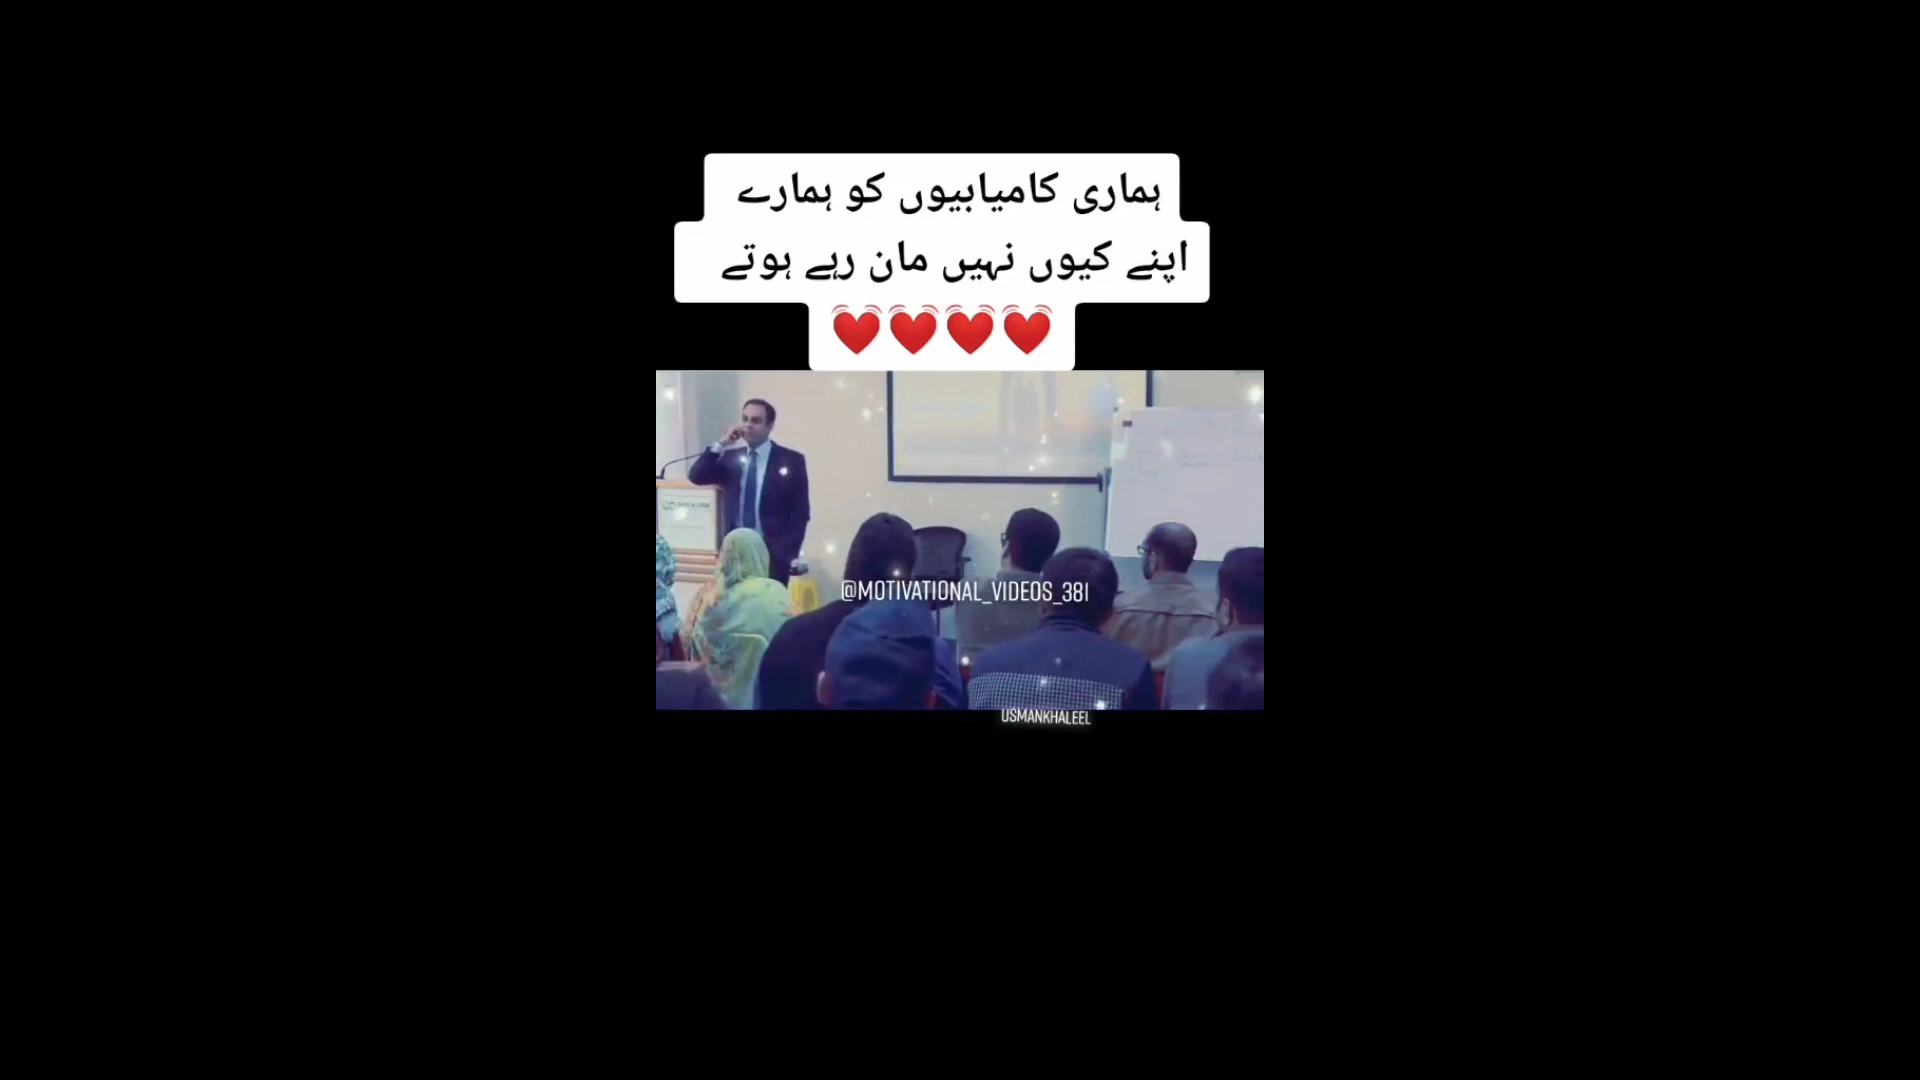 ہماری کامیابیوں کو ہمارے
اپنے کیوں نہیں مان رہے ہوتے
💓💓💓💓
@MOTIVATIONAL_VIDEOS_381
USMANKHALEEL